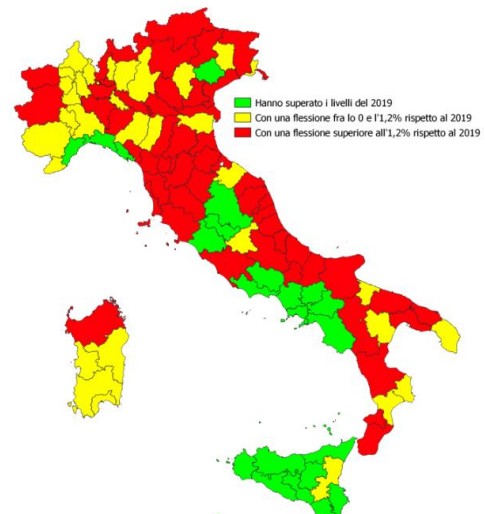 Hanno superato i livelli del 2019
Con una flessione fra lo 0 e l'1,2% rispetto al 2019
Con una flessione superiore all'1,2% rispetto al 2019